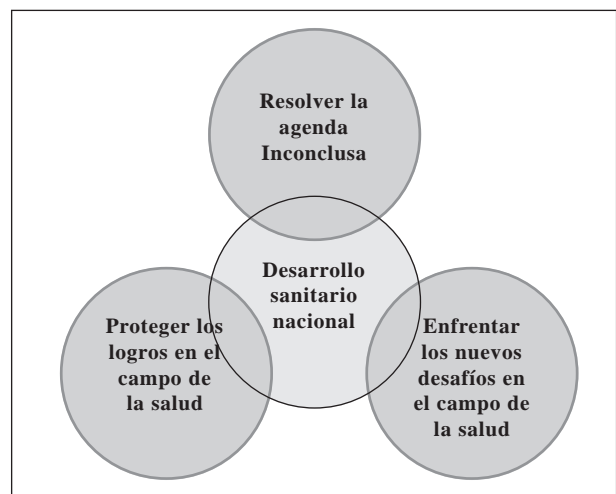 Resolver la
agenda
Inconclusa
Desarrollo
sanitario
nacional
Proteger los
logros en el
campo de
la salud
Enfrentar
los nuevos
desafíos en
el campo de
la salud